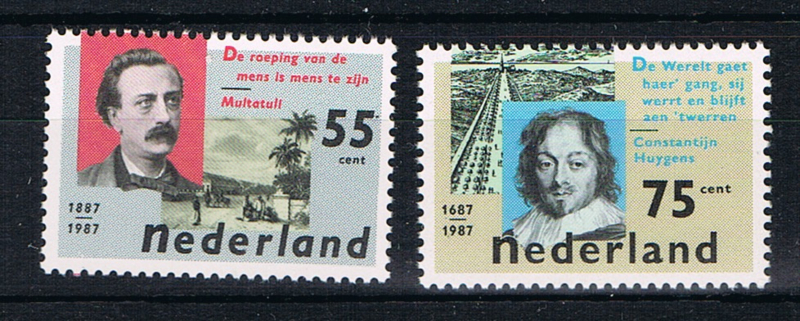 De roeping van de
mens is mens te zijn
Multatuli
55
cent
1887
1987
nederland
De Werelt gaet
haer' gang, sij
werrt en blijft
aen 'twerren
Constantijn
Huygens
75 cent
1687
1987
nederland